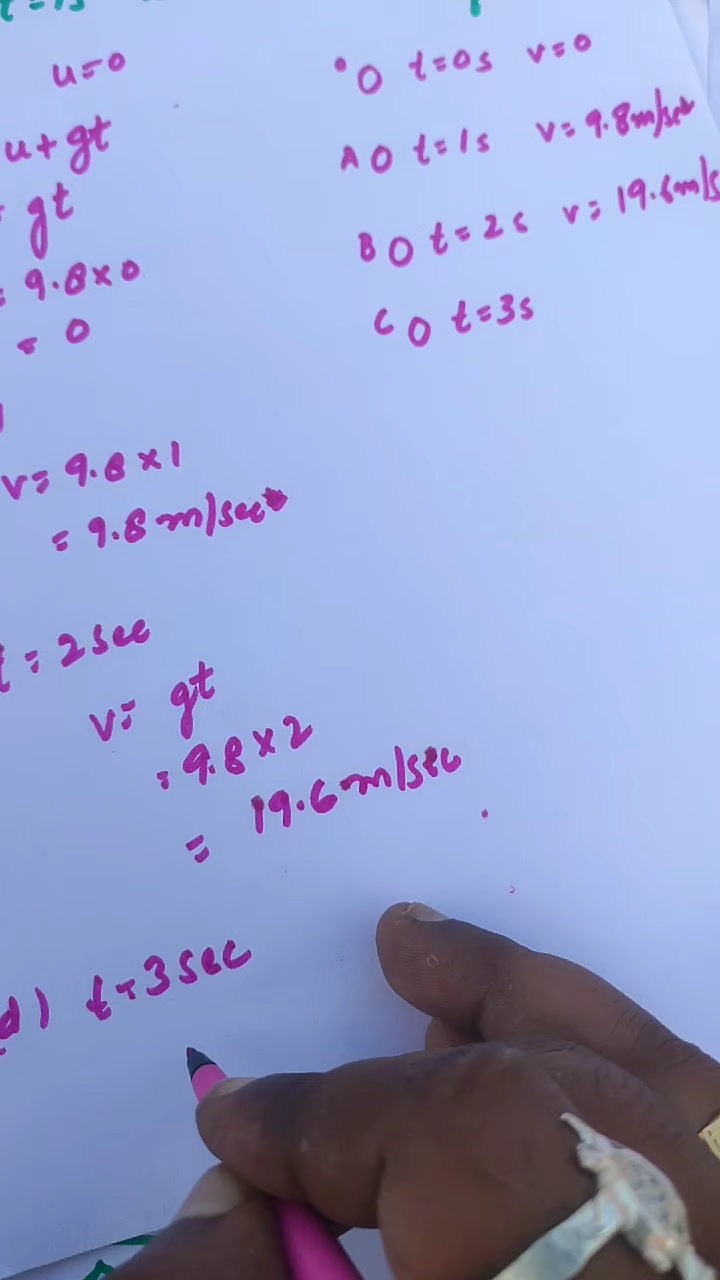 u=0
u+gt
= gt
= 9.8×0
= 0
v= 9.8×1
= 9.8 m/sec
t= 2sec
v= gt
= 9.8×2
= 19.6 m/sec
d) t=3sec
O t=0s v=0
A O t=1s v= 9.8m/sec
B O t=2s v= 19.6m/s
C O t=3s